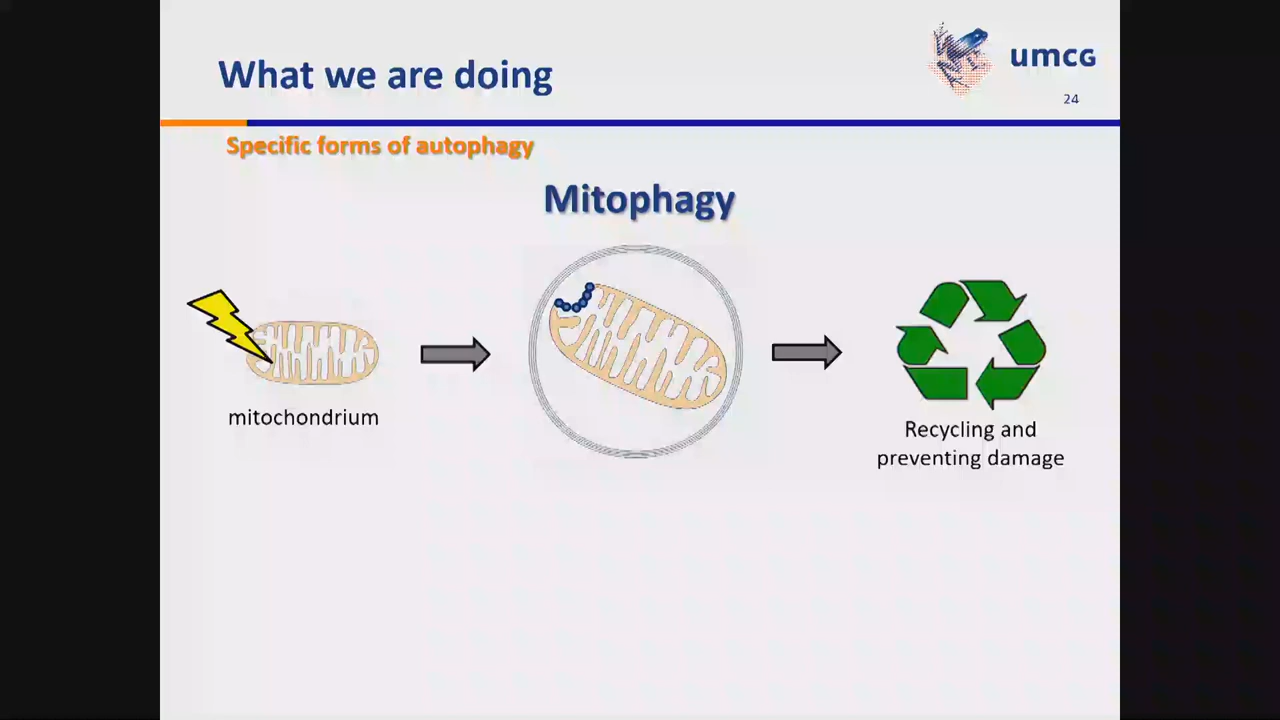 What we are doing
umcg
24
Specific forms of autophagy
Mitophagy
mitochondrium
Recycling and
preventing damage